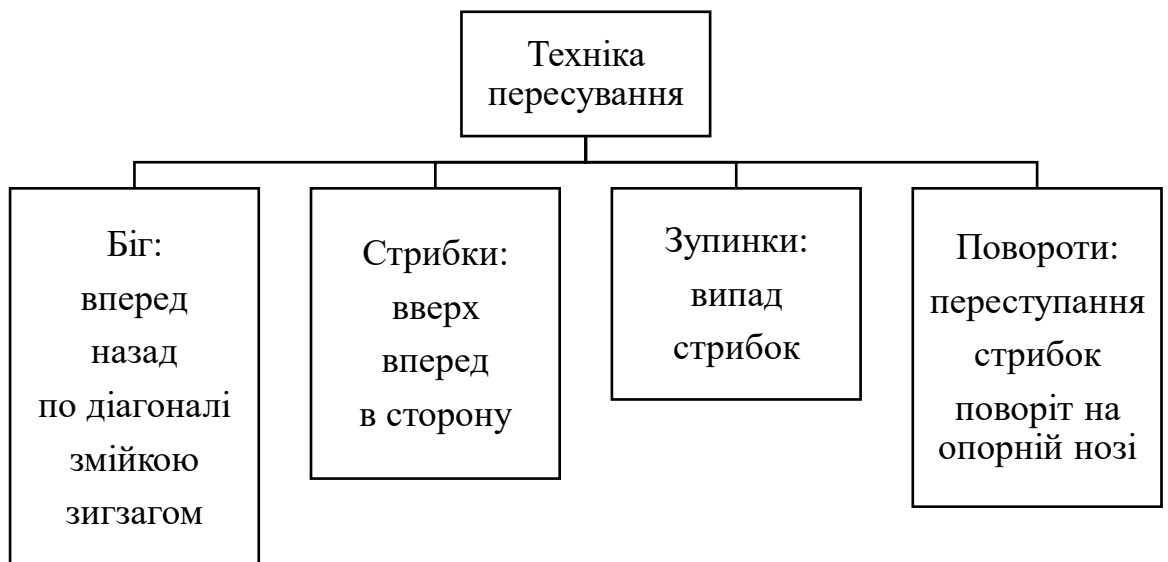 Техніка
пересування
Біг:
вперед
назад
по діагоналі
змійкою
зигзагом
Стрибки:
вверх
вперед
в сторону
Зупинки:
випад
стрибок
Повороти:
переступання
стрибок
поворіт на
опорній нозі